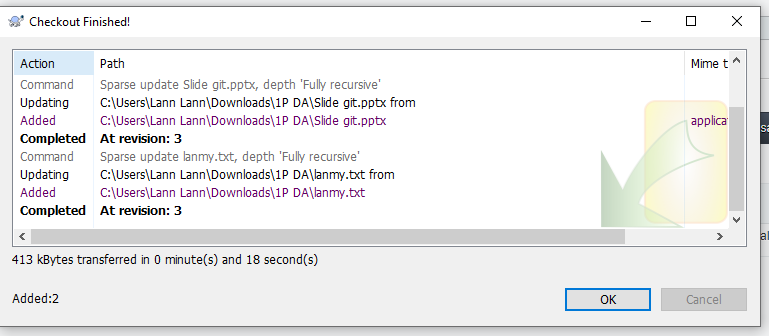 Checkout Finished!
Action Path Mime t
Command Sparse update Slide git.pptx, depth 'Fully recursive'
Updating C:\Users\Lann Lann\Downloads\1P DA\Slide git.pptx from
Added C:\Users\Lann Lann\Downloads\1P DA\Slide git.pptx applica
Completed At revision: 3
Command Sparse update lanmy.txt, depth 'Fully recursive'
Updating C:\Users\Lann Lann\Downloads\1P DA\lanmy.txt from
Added C:\Users\Lann Lann\Downloads\1P DA\lanmy.txt
Completed At revision: 3
413 kBytes transferred in 0 minute(s) and 18 second(s)
Added:2 OK Cancel